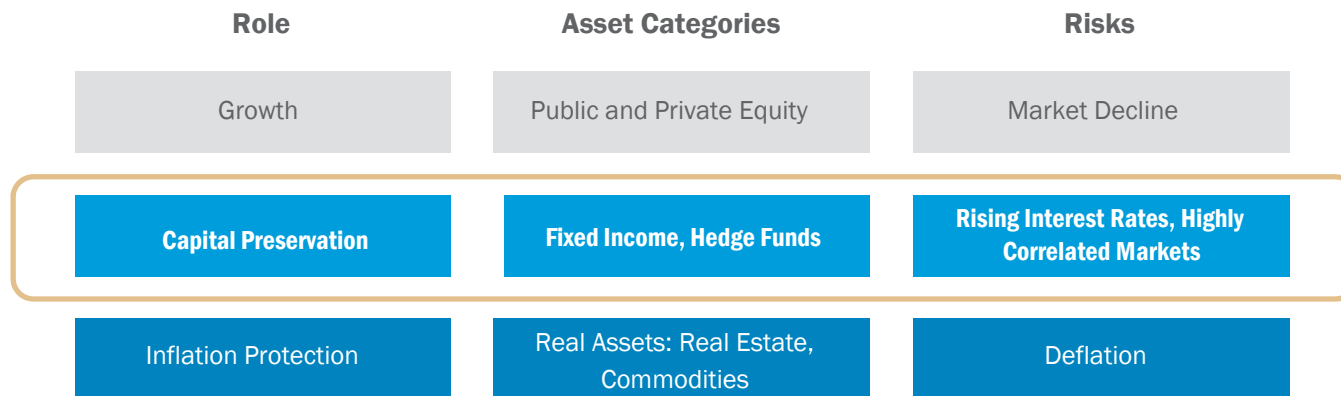 Role
Asset Categories
Risks
Growth
Public and Private Equity
Market Decline
Capital Preservation
Fixed Income, Hedge Funds
Rising Interest Rates, Highly
Correlated Markets
Inflation Protection
Real Assets: Real Estate,
Commodities
Deflation